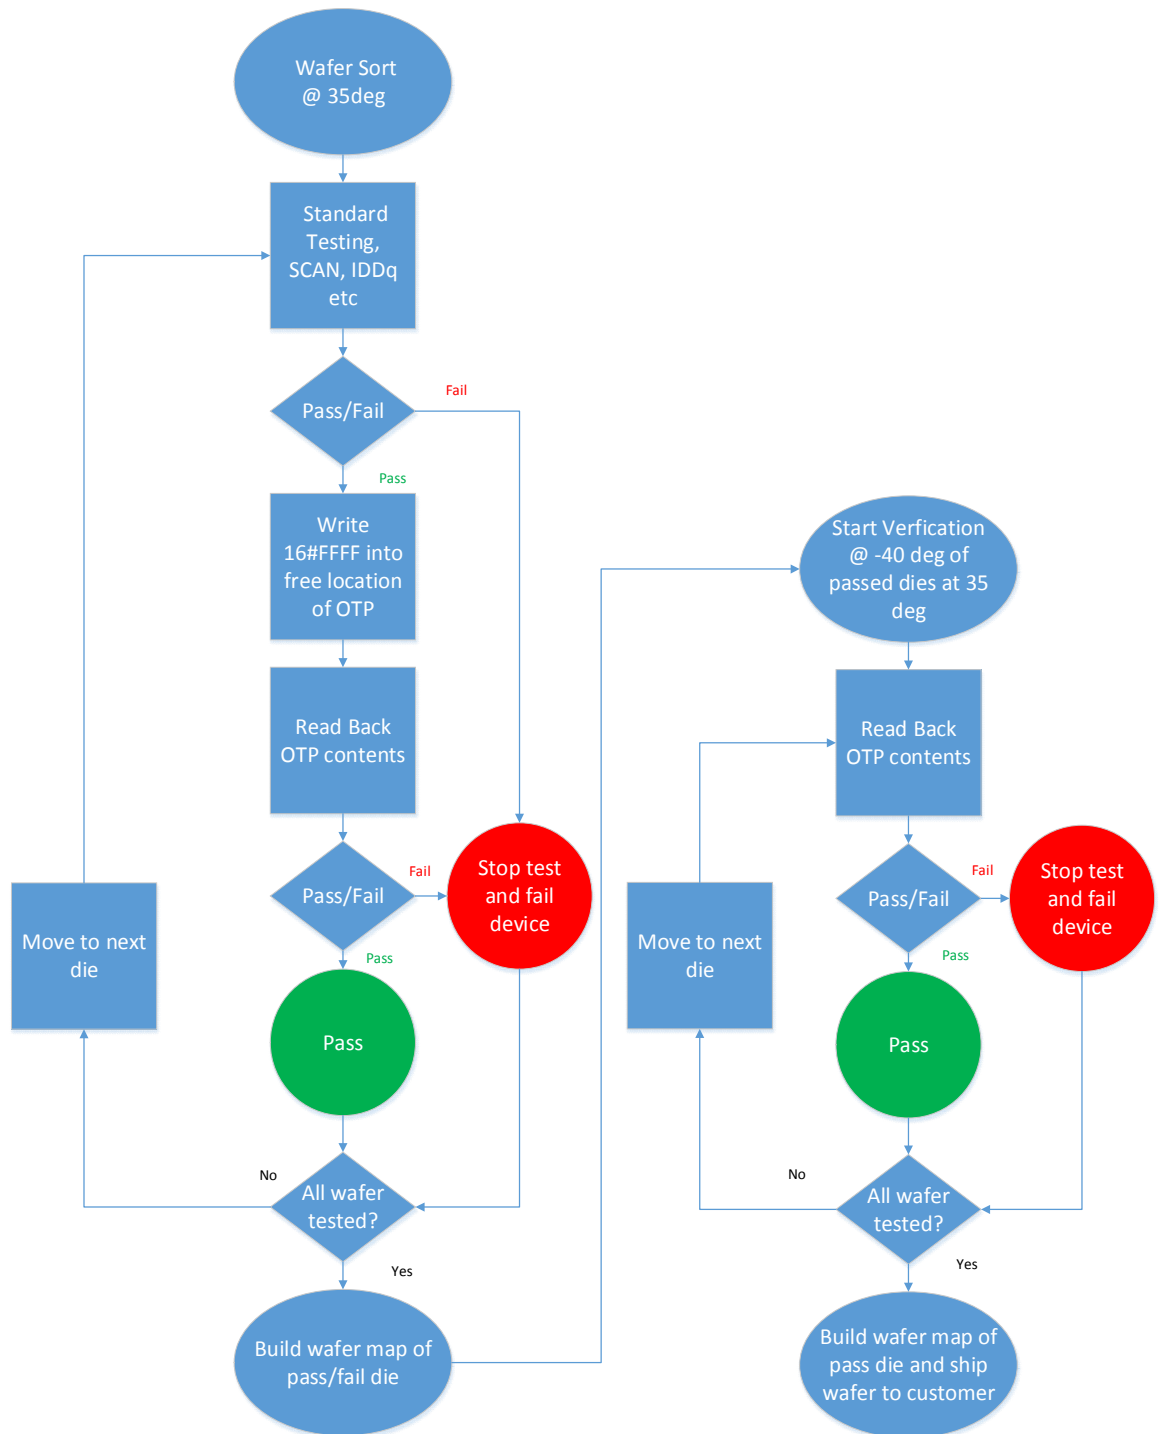 Wafer Sort
@ 35deg
Standard
Testing,
SCAN, IDDq
etc
Pass/Fail
Fail
Pass
Write
16#FFFF into
free location
of OTP
Read Back
OTP contents
Pass/Fail
Fail
Stop test
and fail
device
Pass
Pass
Move to next
die
No
All wafer
tested?
Yes
Build wafer map of
pass/fail die
Start Verfication
@ -40 deg of
passed dies at 35
deg
Read Back
OTP contents
Pass/Fail
Fail
Stop test
and fail
device
Pass
Pass
Move to next
die
No
All wafer
tested?
Yes
Build wafer map of
pass die and ship
wafer to customer